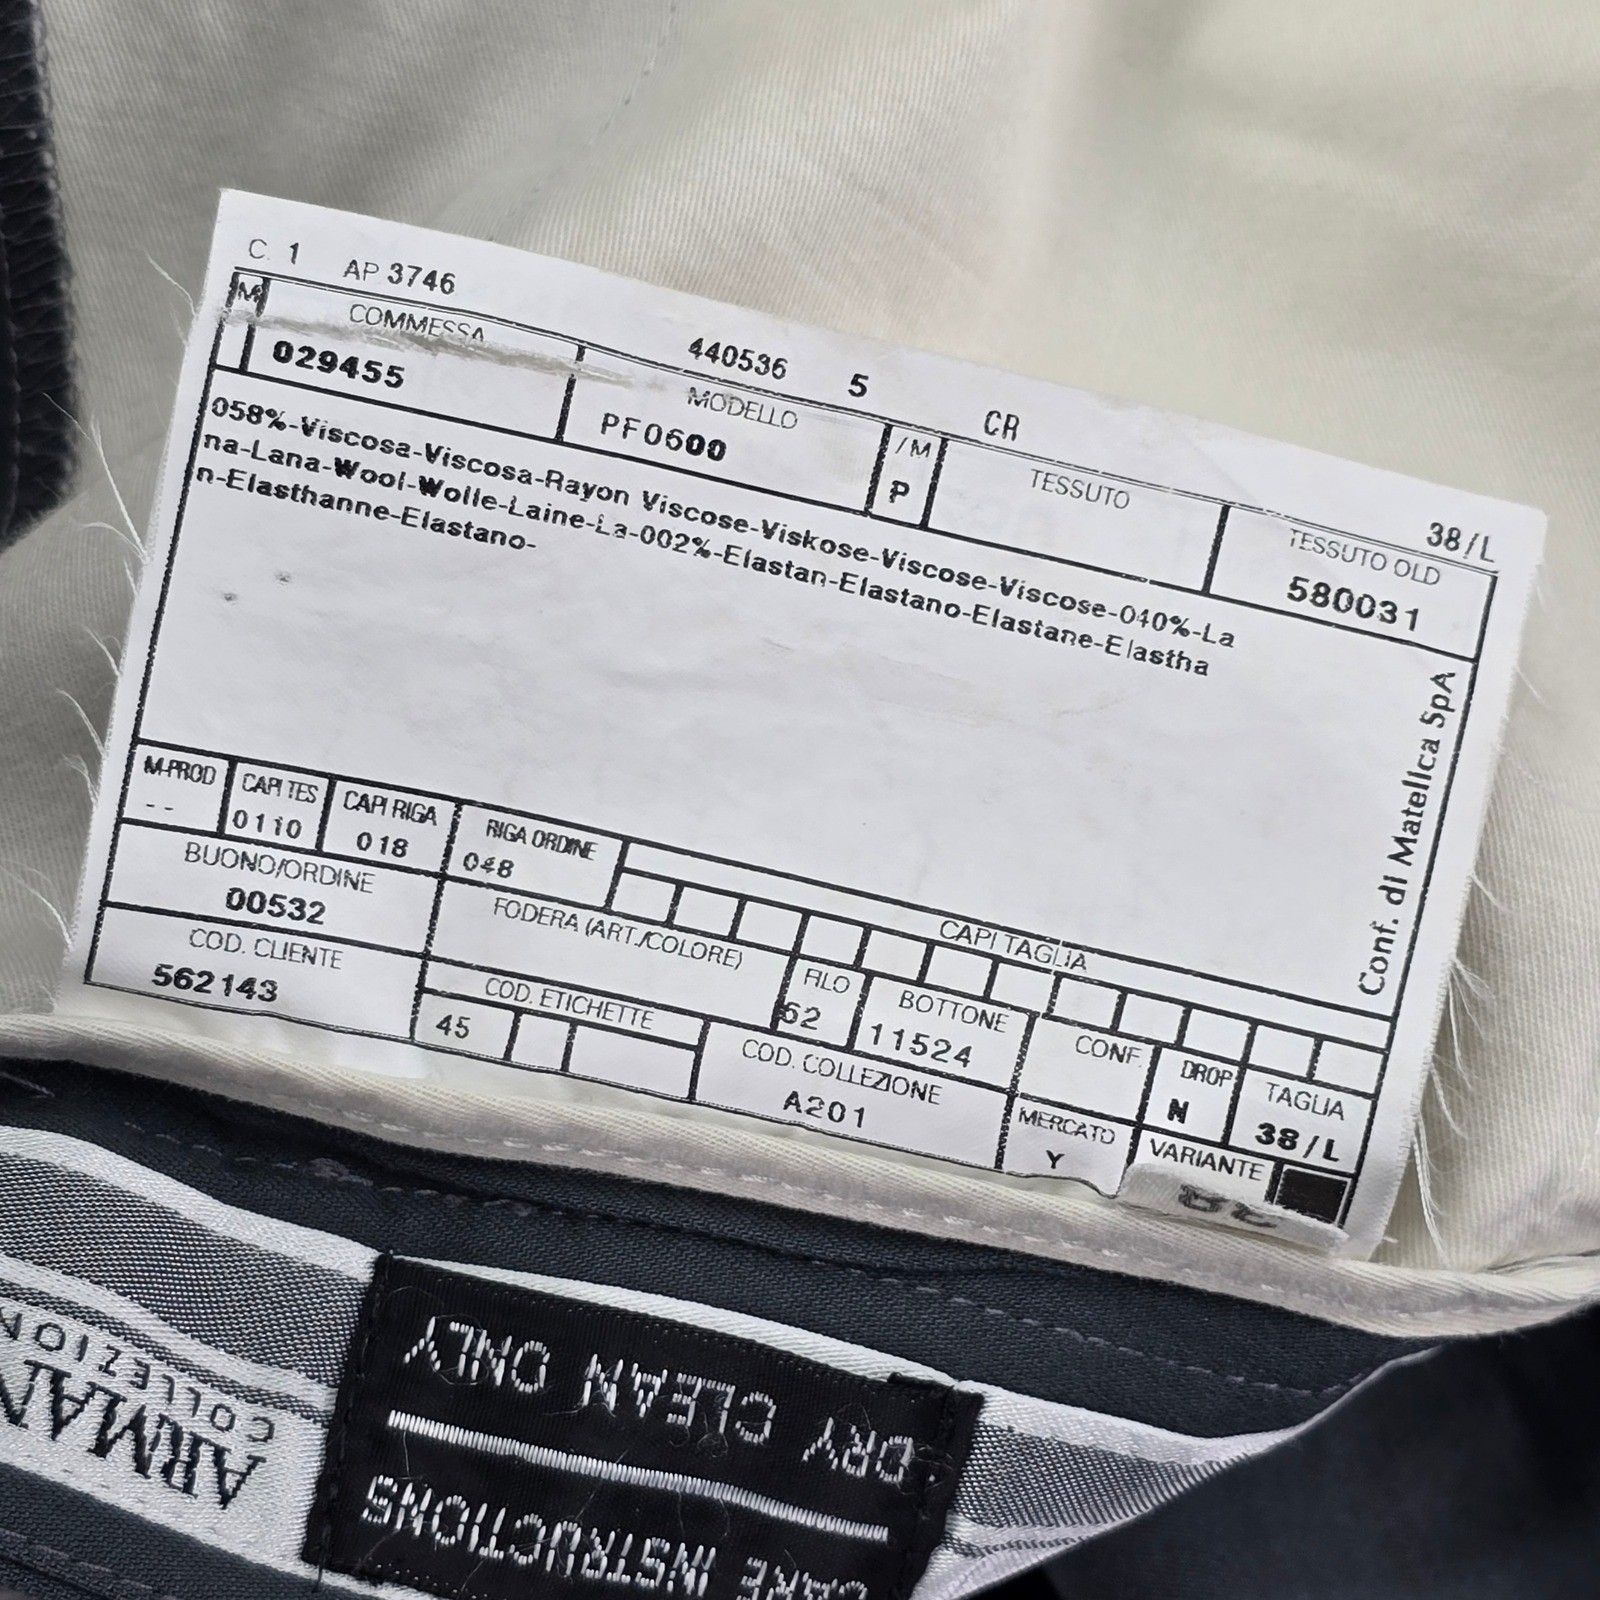 C. 1 AP 3746
440536 5 CR 38/L
M COMMESSA MODELLO /M TESSUTO TESSUTO OLD
029455 PF0600 P 580031
058%-Viscosa-Viscosa-Rayon Viscose-Viskose-Viscose-Viscose-040%-La
na-Lana-Wool-Wolle-Laine-La-002%-Elastan-Elastano-Elastane-Elastha
n-Elasthanne-Elastano-
Conf. di Matelica SpA
M-PROD CAPI TES CAPI RIGA RIGA ORDINE
-- 0110 018 048
CAPI TAGLIA
BUONO/ORDINE FODERA (ART./COLORE) FILO BOTTONE CONF. DROP TAGLIA
00532 62 11524 N 38/L
COD. CLIENTE COD. ETICHETTE COD. COLLEZIONE MERCATO VARIANTE
562143 45 A201 Y
CARE INSTRUCTIONS
DRY CLEAN ONLY
COLLEZION